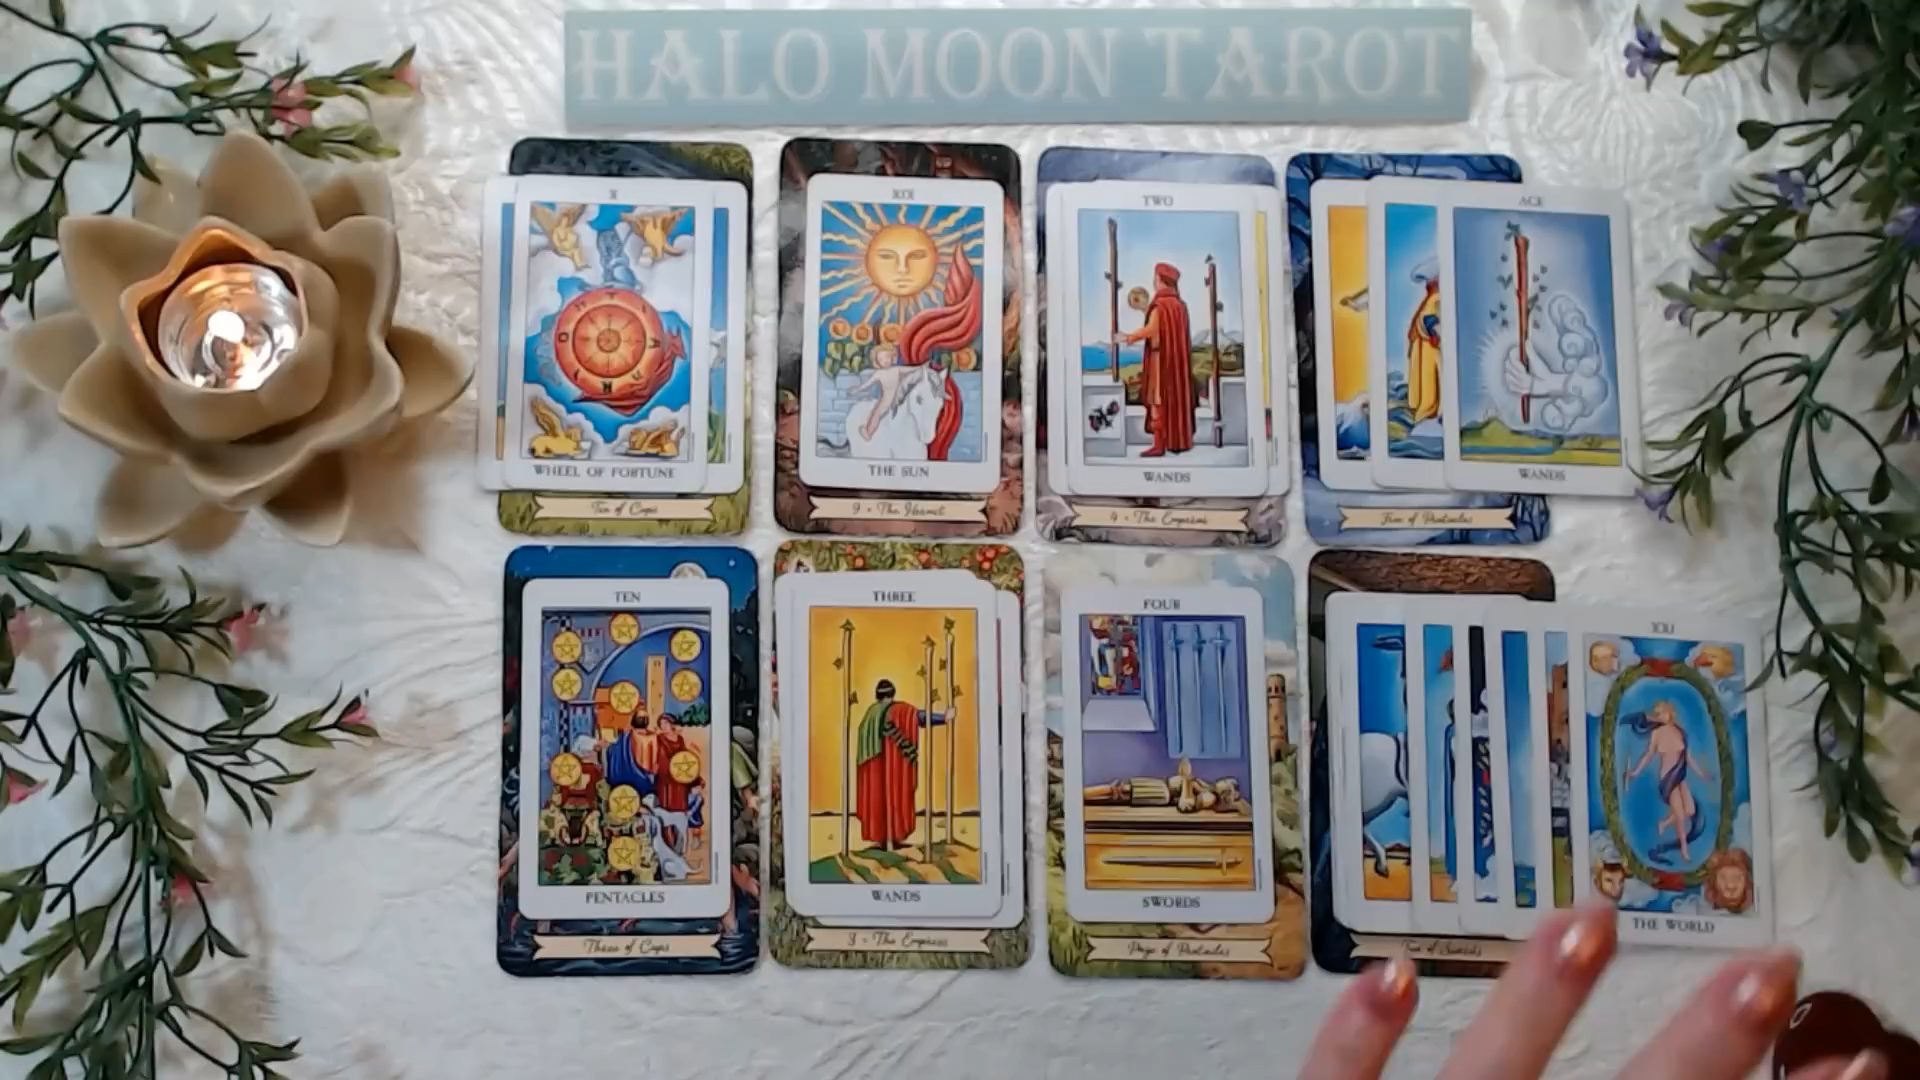 HALO MOON TAROT
X
WHEEL OF FORTUNE
Ten of Cups
XIX
THE SUN
9 - The Hermit
TWO
WANDS
4 - The Emperor
ACE
WANDS
of Pentacles
TEN
PENTACLES
Three of Cups
THREE
WANDS
3 - The Empress
FOUR
SWORDS
Page of Pentacles
XXI
THE WORLD
of Swords